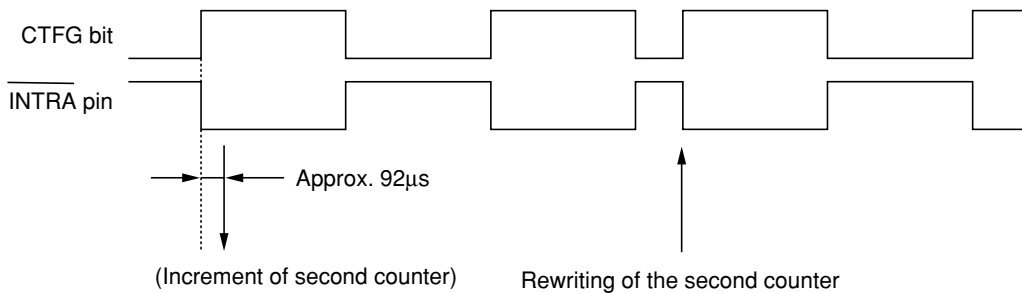 CTFG bit
INTRA pin
Approx. 92μs
(Increment of second counter)
Rewriting of the second counter